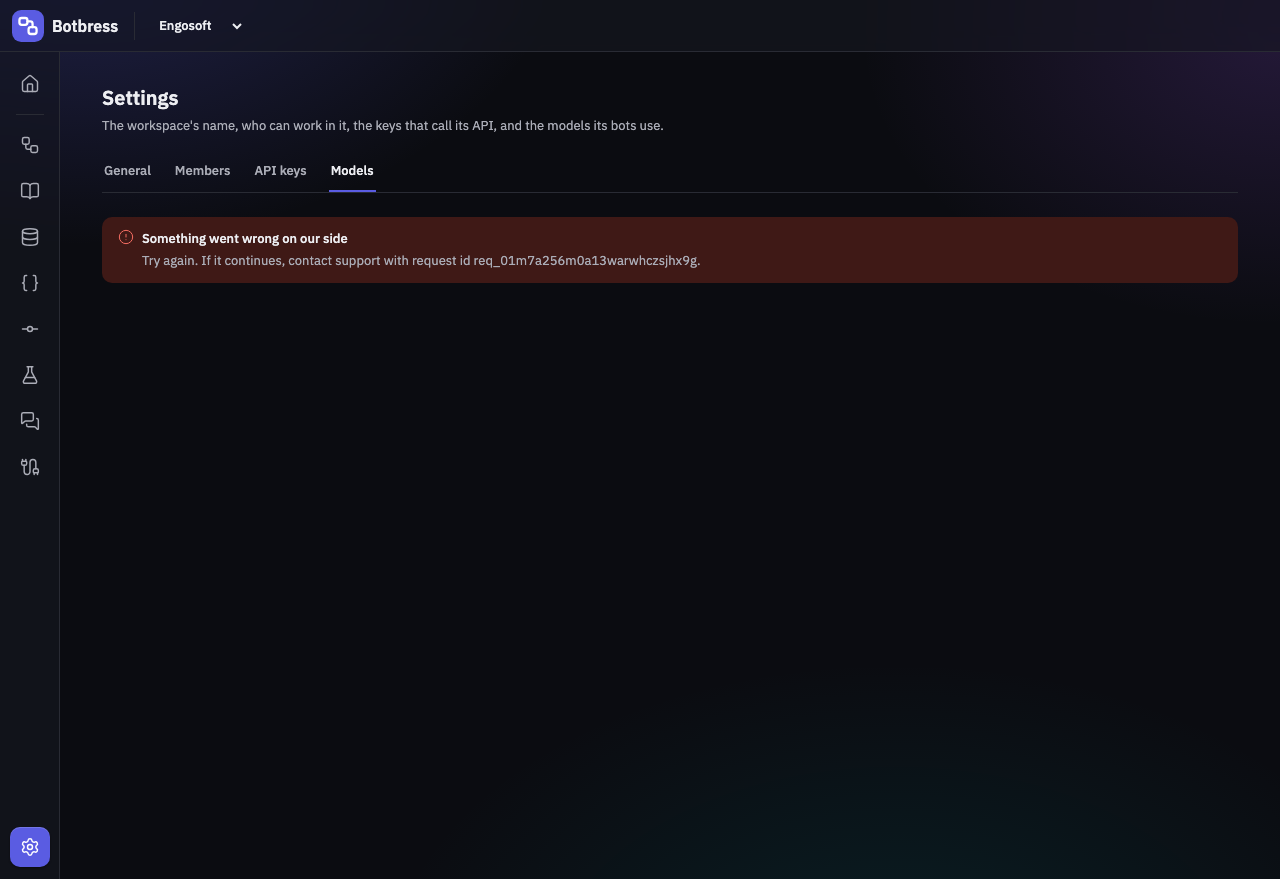 Botbress
Engosoft
Settings
The workspace's name, who can work in it, the keys that call its API, and the models its bots use.
General Members API keys Models
Something went wrong on our side
Try again. If it continues, contact support with request id req_01m7a256m0a13warwhczsjhx9g.